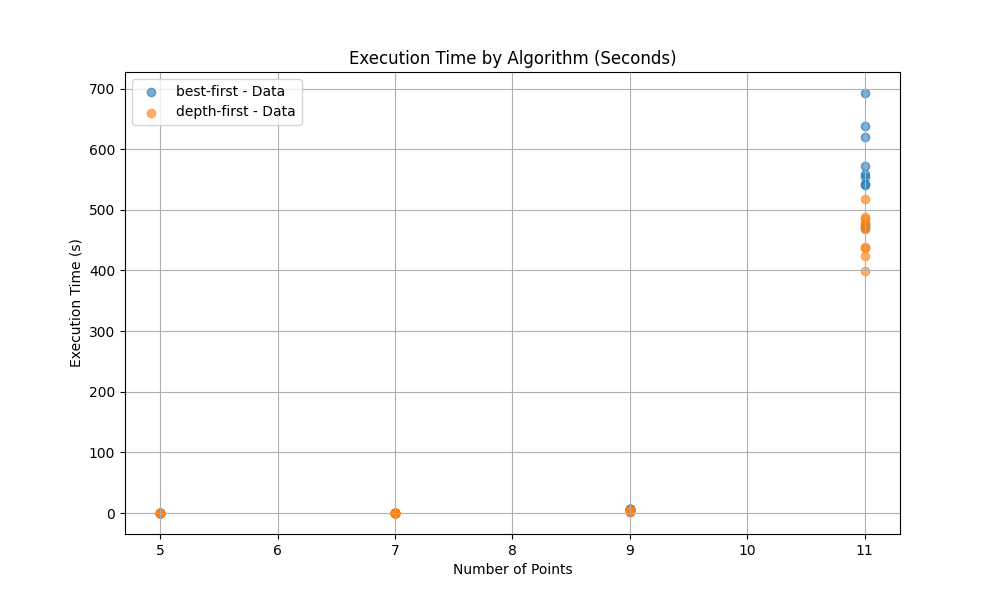 Execution Time by Algorithm (Seconds)
best-first - Data
depth-first - Data
Execution Time (s)
700
600
500
400
300
200
100
0
5 6 7 8 9 10 11
Number of Points